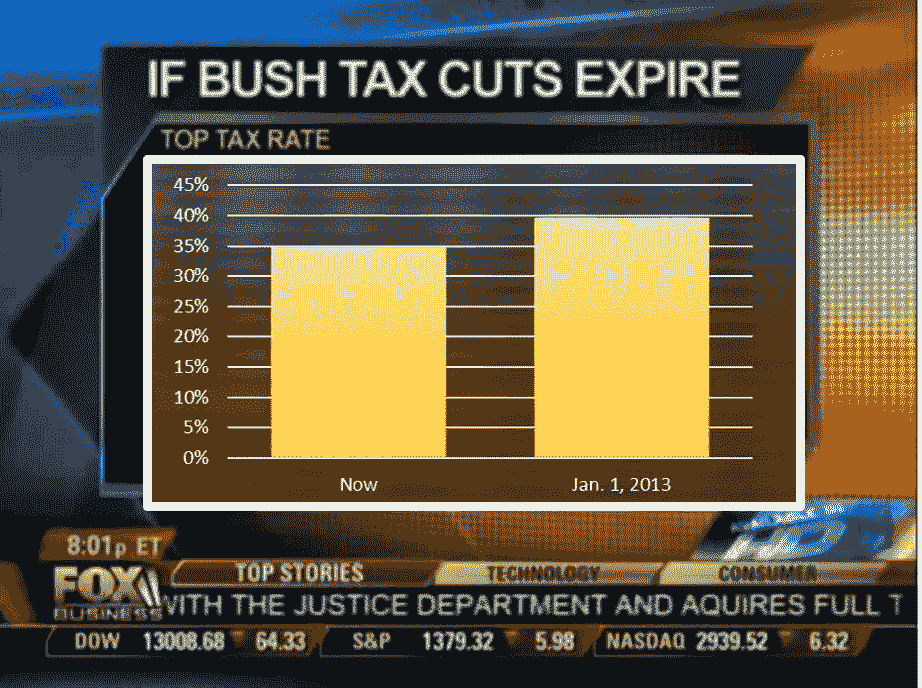 IF BUSH TAX CUTS EXPIRE
TOP TAX RATE
45%
40%
35%
30%
25%
20%
15%
10%
5%
0%
Now Jan. 1, 2013
8:01p ET
TOP STORIES TECHNOLOGY CONSUMER
FOX
BUSINESS
WITH THE JUSTICE DEPARTMENT AND AQUIRES FULL T
DOW 13008.68 ▼ 64.33 S&P 1379.32 ▼ 5.98 NASDAQ 2939.52 ▼ 6.32